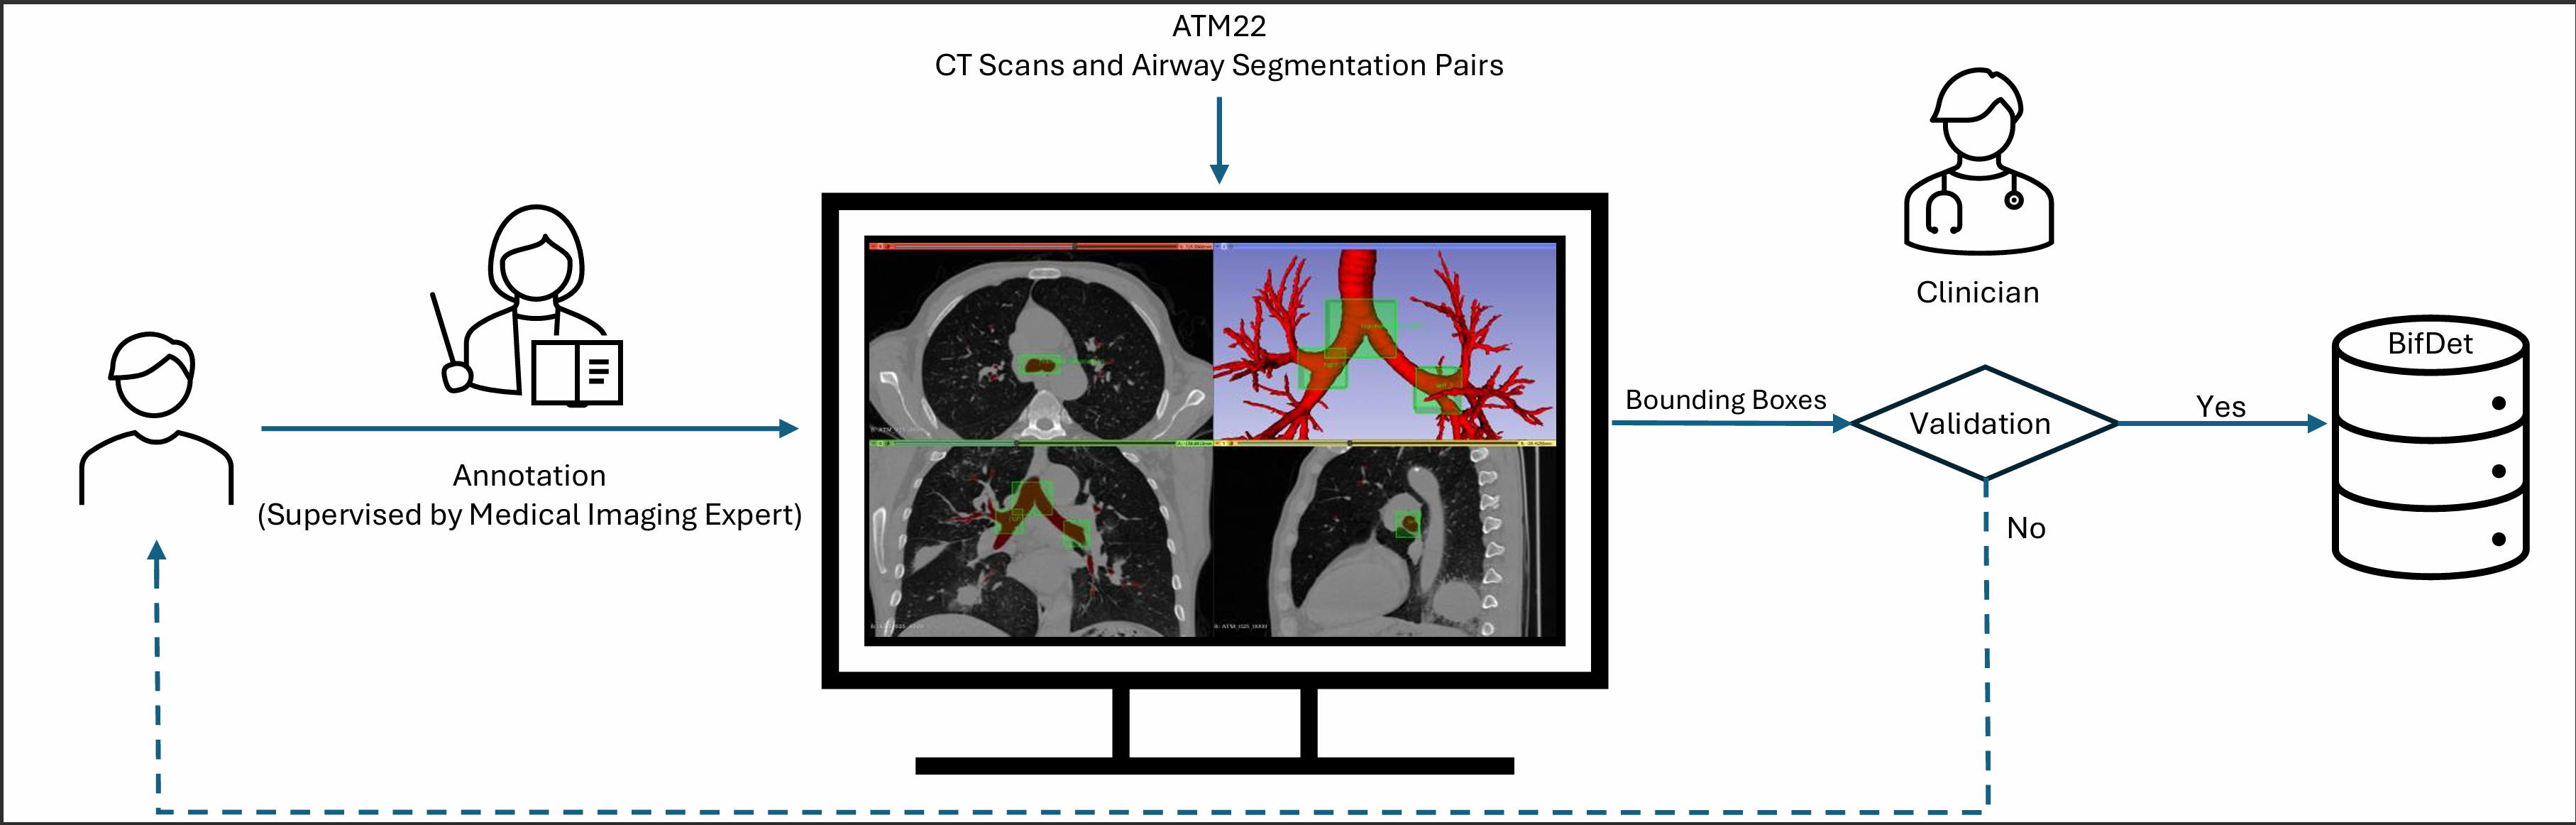 ATM22
CT Scans and Airway Segmentation Pairs
Annotation
(Supervised by Medical Imaging Expert)
Bounding Boxes
Clinician
Validation
Yes
No
BifDet